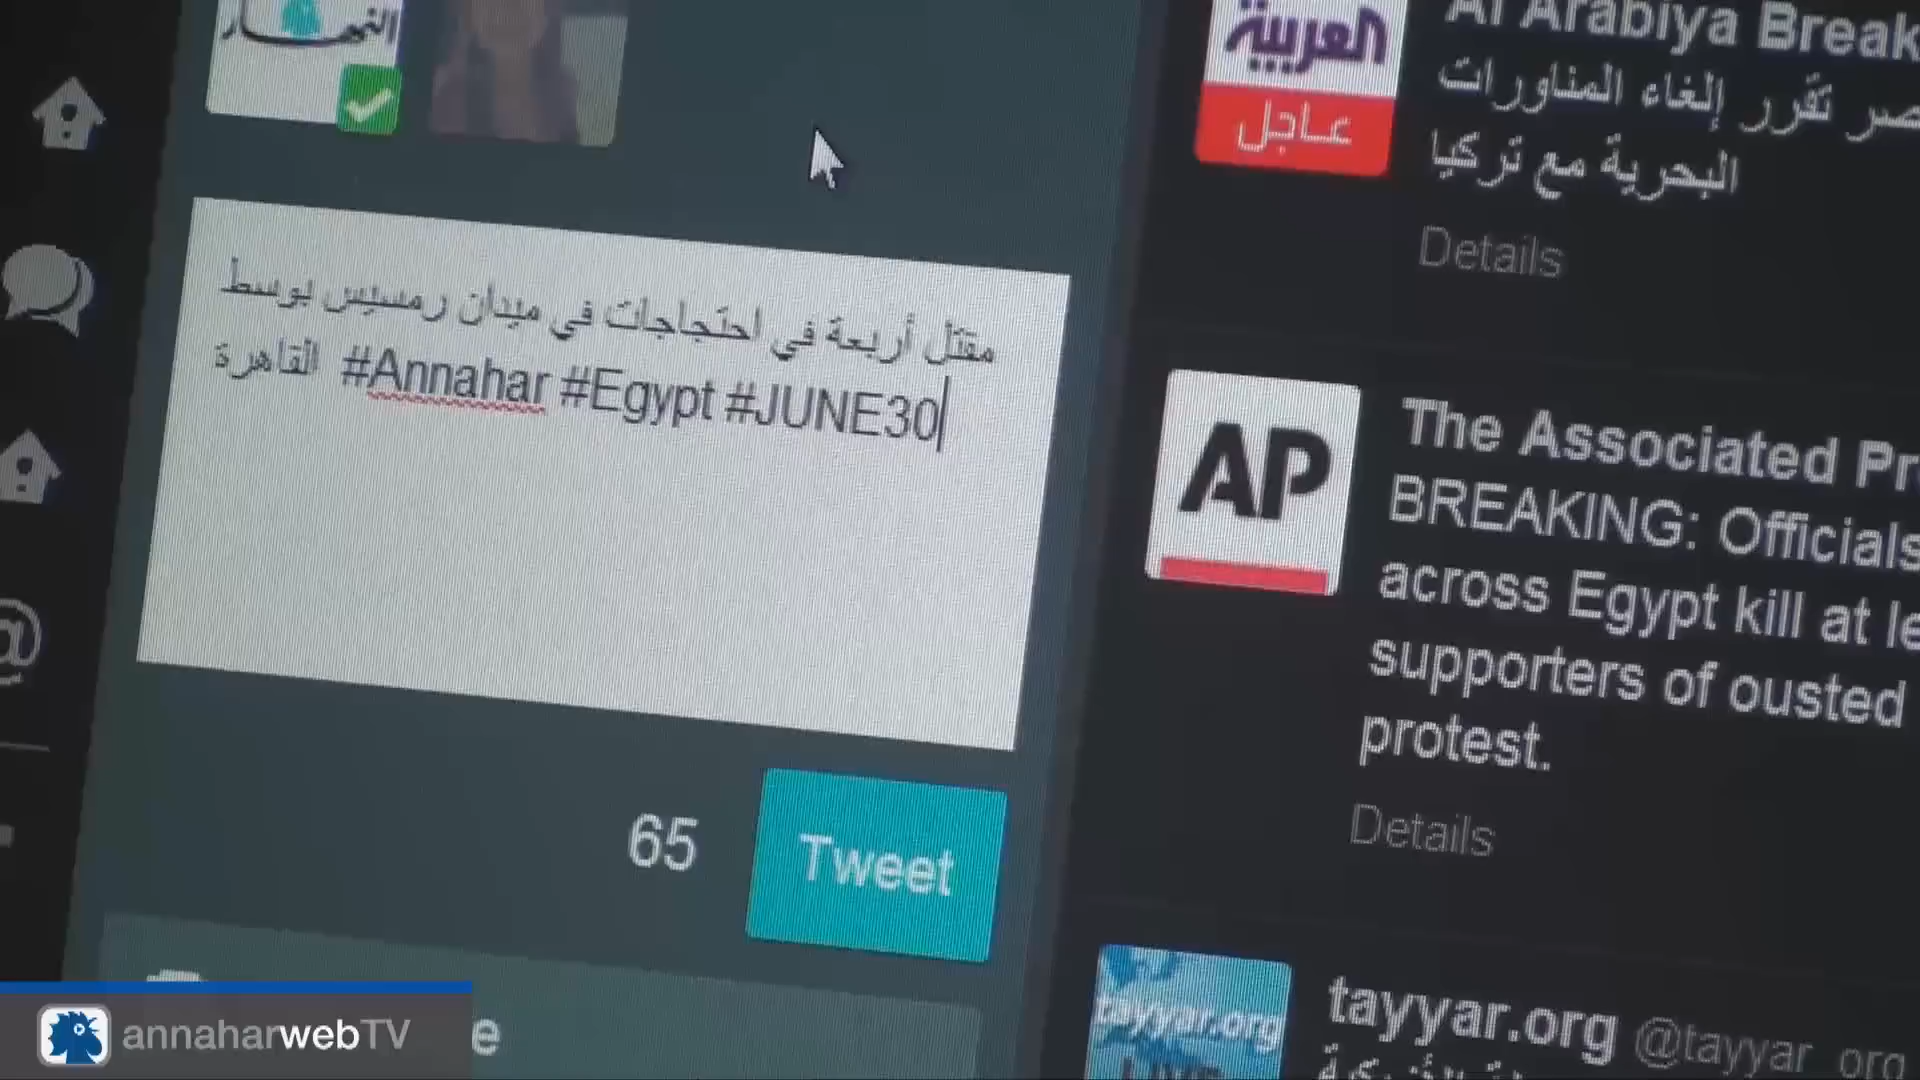 النهار
مقتل أربعة في احتجاجات في ميدان رمسيس بوسط
القاهرة #Annahar #Egypt #JUNE30
65
Tweet
العربية
عاجل
Al Arabiya Break
تقرر إلغاء المناورات
البحرية مع تركيا
Details
AP
The Associated Pr
BREAKING: Officials
across Egypt kill at le
supporters of ousted
protest.
Details
tayyar.org
LIVE
tayyar.org @tayyar_org
annaharwebTV